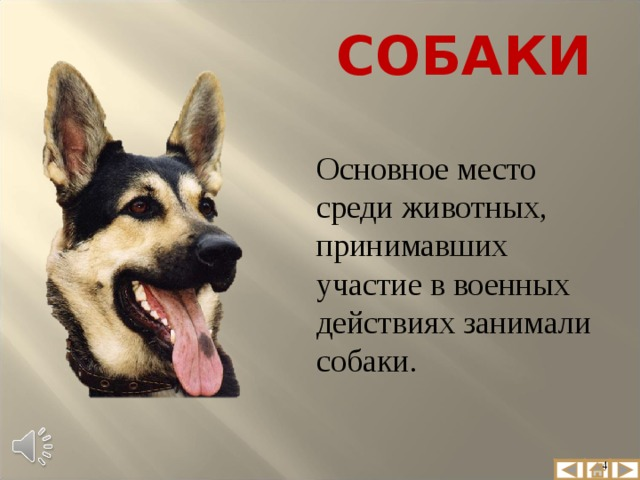 СОБАКИ
Основное место
среди животных,
принимавших
участие в военных
действиях занимали
собаки.